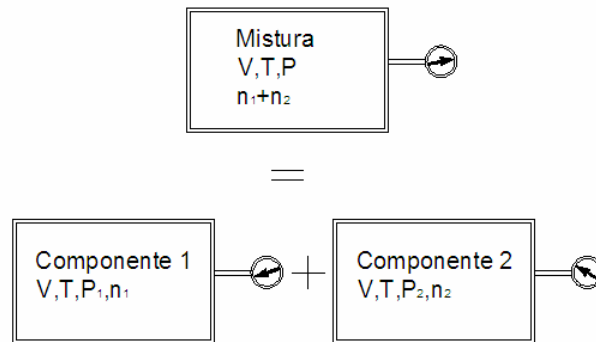 Mistura
V,T,P
n₁+n₂
=
Componente 1
V,T,P₁,n₁
+
Componente 2
V,T,P₂,n₂